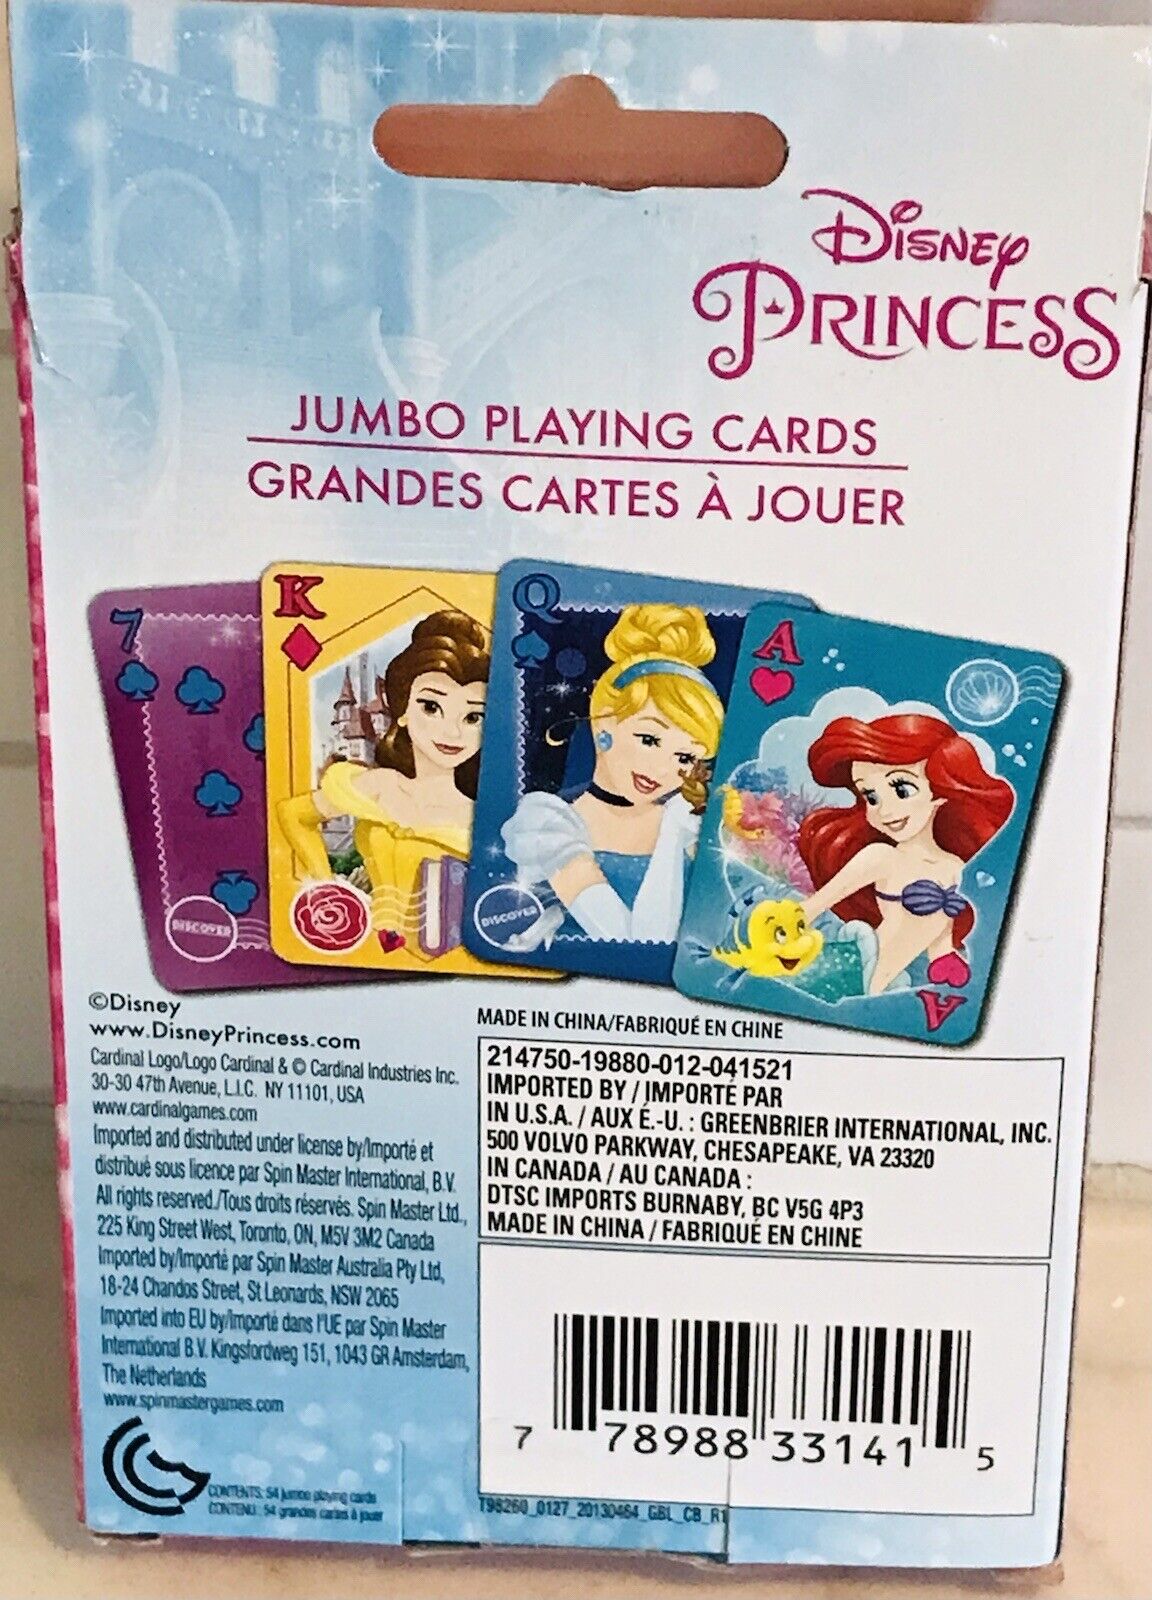 Disney
PRINCESS
JUMBO PLAYING CARDS
GRANDES CARTES À JOUER
7
K
Q
A
DISCOVER
DISCOVER
A
©Disney
www.DisneyPrincess.com
Cardinal Logo/Logo Cardinal & © Cardinal Industries Inc.
30-30 47th Avenue, L.I.C. NY 11101, USA
www.cardinalgames.com
Imported and distributed under license by/Importé et
distribué sous licence par Spin Master International, B.V.
All rights reserved./Tous droits réservés. Spin Master Ltd.,
225 King Street West, Toronto, ON, M5V 3M2 Canada
Imported by/Importé par Spin Master Australia Pty Ltd,
18-24 Chandos Street, St Leonards, NSW 2065
Imported into EU by/Importé dans l'UE par Spin Master
International B.V. Kingsfordweg 151, 1043 GR Amsterdam,
The Netherlands
www.spinmastergames.com
CONTENTS: 54 jumbo playing cards
CONTENU : 54 grandes cartes à jouer
MADE IN CHINA/FABRIQUÉ EN CHINE
214750-19880-012-041521
IMPORTED BY / IMPORTÉ PAR
IN U.S.A. / AUX É.-U. : GREENBRIER INTERNATIONAL, INC.
500 VOLVO PARKWAY, CHESAPEAKE, VA 23320
IN CANADA / AU CANADA :
DTSC IMPORTS BURNABY, BC V5G 4P3
MADE IN CHINA / FABRIQUÉ EN CHINE
7 78988 33141 5
T98260_0127_20130464_GBL_CB_R1